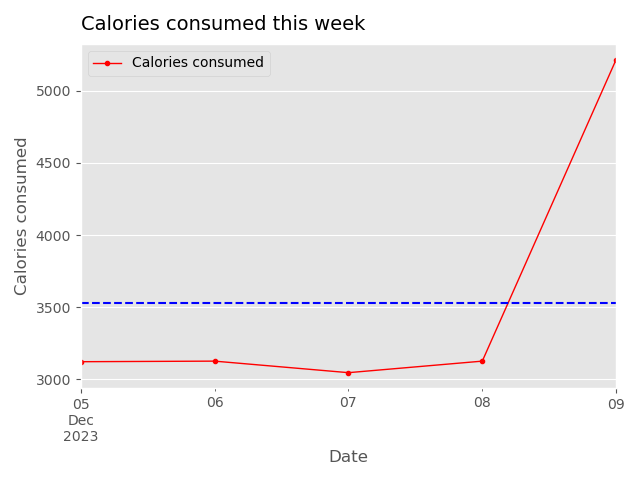 Calories consumed this week
Calories consumed
Calories consumed
5000
4500
4000
3500
3000
05
Dec
2023
06
07
08
09
Date